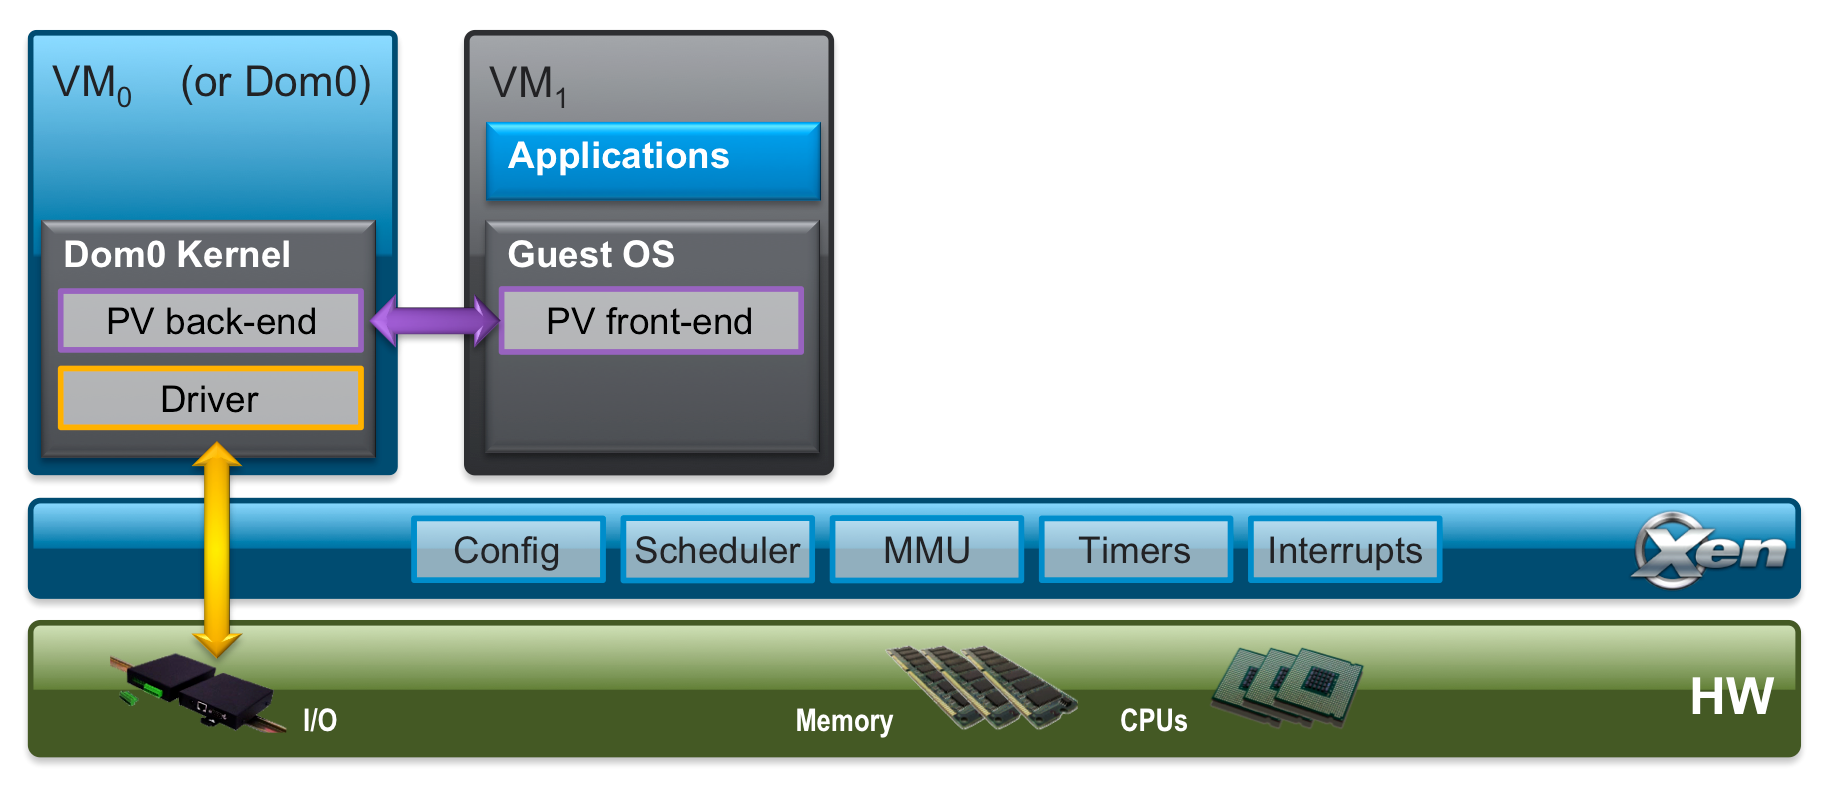 VM0 (or Dom0)
Dom0 Kernel
PV back-end
Driver
VM1
Applications
Guest OS
PV front-end
Config
Scheduler
MMU
Timers
Interrupts
Xen
I/O
Memory
CPUs
HW